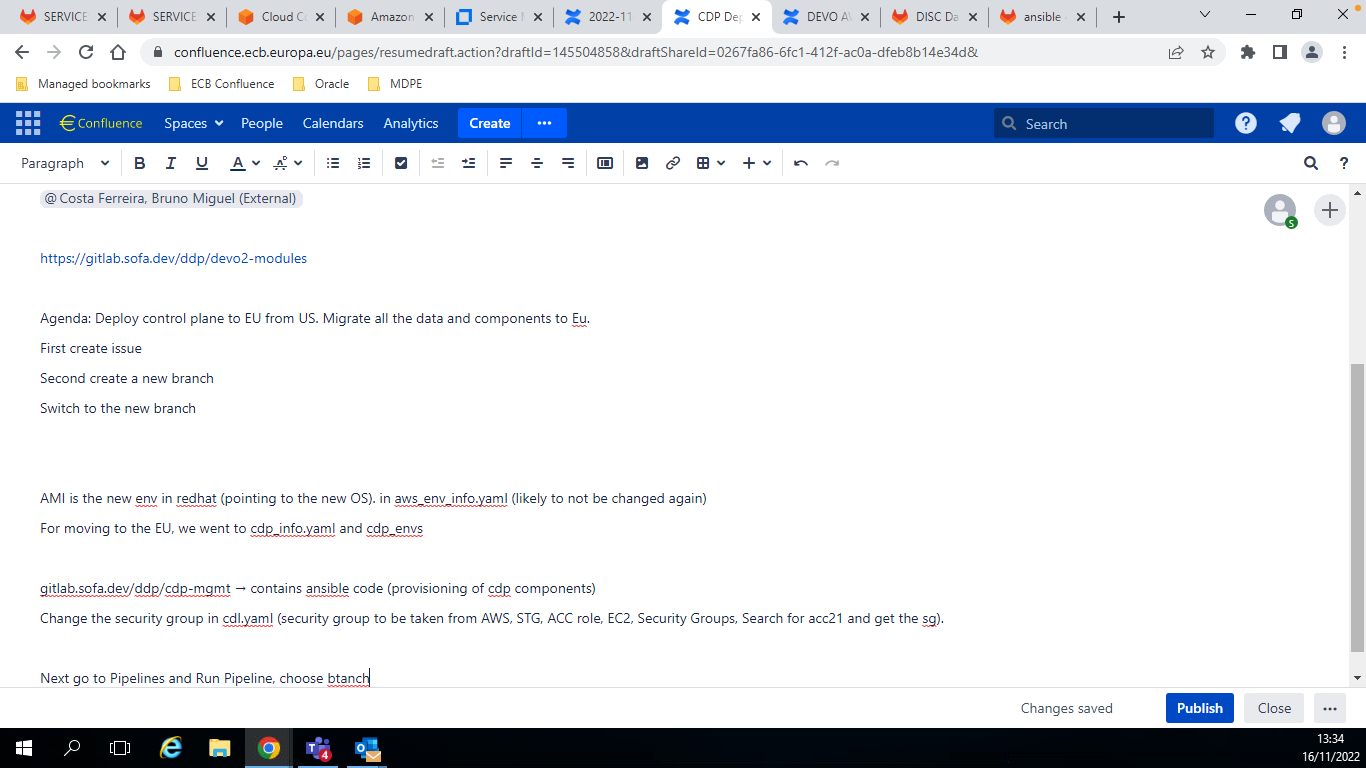 SERVICE
SERVICE
Cloud C
Amazon
Service M
2022-11
CDP Dep
DEVO AW
DISC Da
ansible
confluence.ecb.europa.eu/pages/resumedraft.action?draftId=145504858&draftShareId=0267fa86-6fc1-412f-ac0a-dfeb8b14e34d&
Managed bookmarks
ECB Confluence
Oracle
MDPE
Confluence
Spaces
People
Calendars
Analytics
Create
Search
Paragraph
@Costa Ferreira, Bruno Miguel (External)
S
https://gitlab.sofa.dev/ddp/devo2-modules
Agenda: Deploy control plane to EU from US. Migrate all the data and components to Eu.
First create issue
Second create a new branch
Switch to the new branch
AMI is the new env in redhat (pointing to the new OS). in aws_env_info.yaml (likely to not be changed again)
For moving to the EU, we went to cdp_info.yaml and cdp_envs
gitlab.sofa.dev/ddp/cdp-mgmt → contains ansible code (provisioning of cdp components)
Change the security group in cdl.yaml (security group to be taken from AWS, STG, ACC role, EC2, Security Groups, Search for acc21 and get the sg).
Next go to Pipelines and Run Pipeline, choose btanch
Changes saved
Publish
Close
4
13:34
16/11/2022